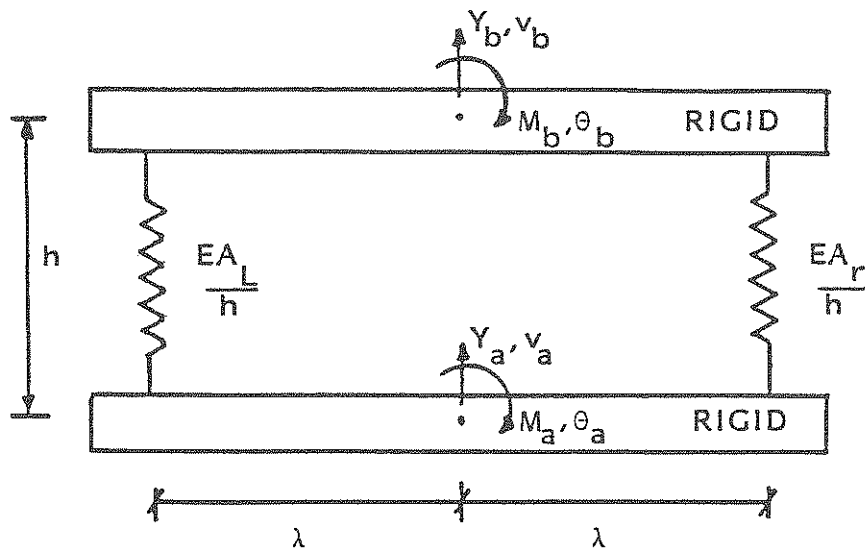 Y_b, v_b
M_b, θ_b
RIGID
h
EA_L
h
EA_r
h
Y_a, v_a
M_a, θ_a
RIGID
λ
λ